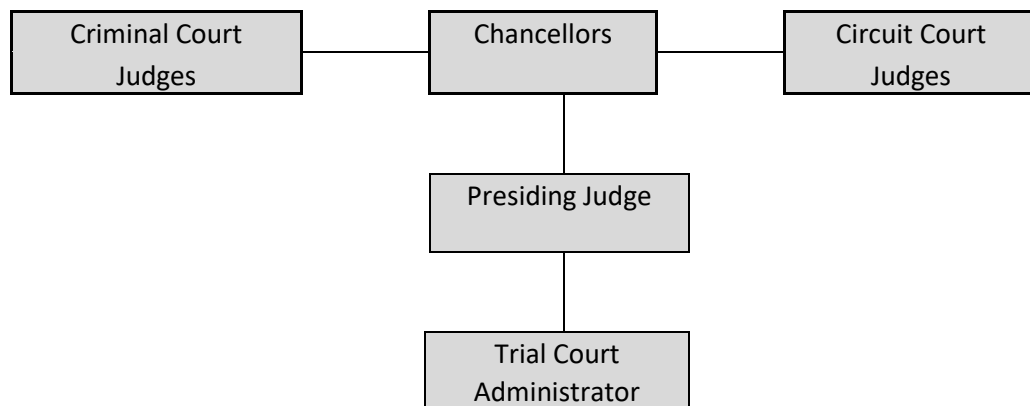 Criminal Court
Judges
Chancellors
Circuit Court
Judges
Presiding Judge
Trial Court
Administrator